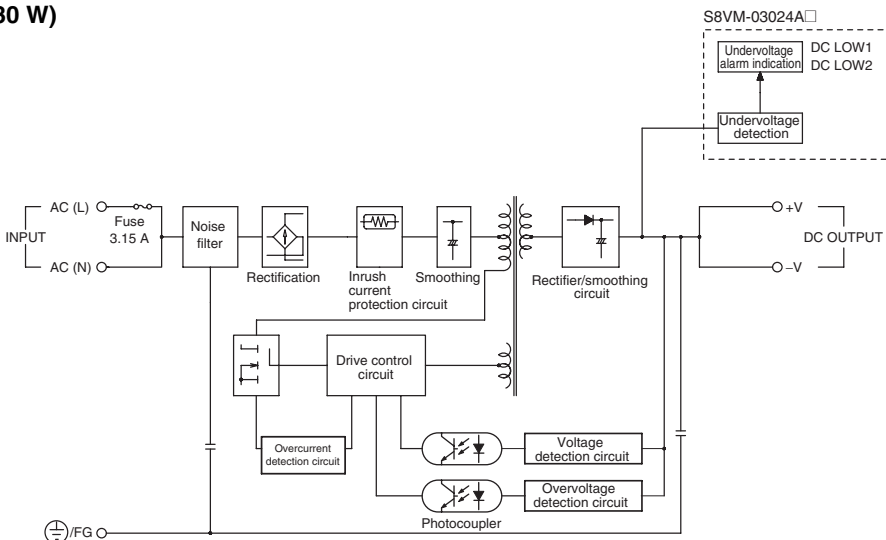 30 W)
S8VM-03024A□
Undervoltage
alarm indication
DC LOW1
DC LOW2
Undervoltage
detection
INPUT
AC (L)
Fuse
3.15 A
AC (N)
Noise
filter
Rectification
Inrush
current
protection circuit
Smoothing
Rectifier/smoothing
circuit
+V
DC OUTPUT
−V
Drive control
circuit
Overcurrent
detection circuit
Voltage
detection circuit
Overvoltage
detection circuit
Photocoupler
/FG